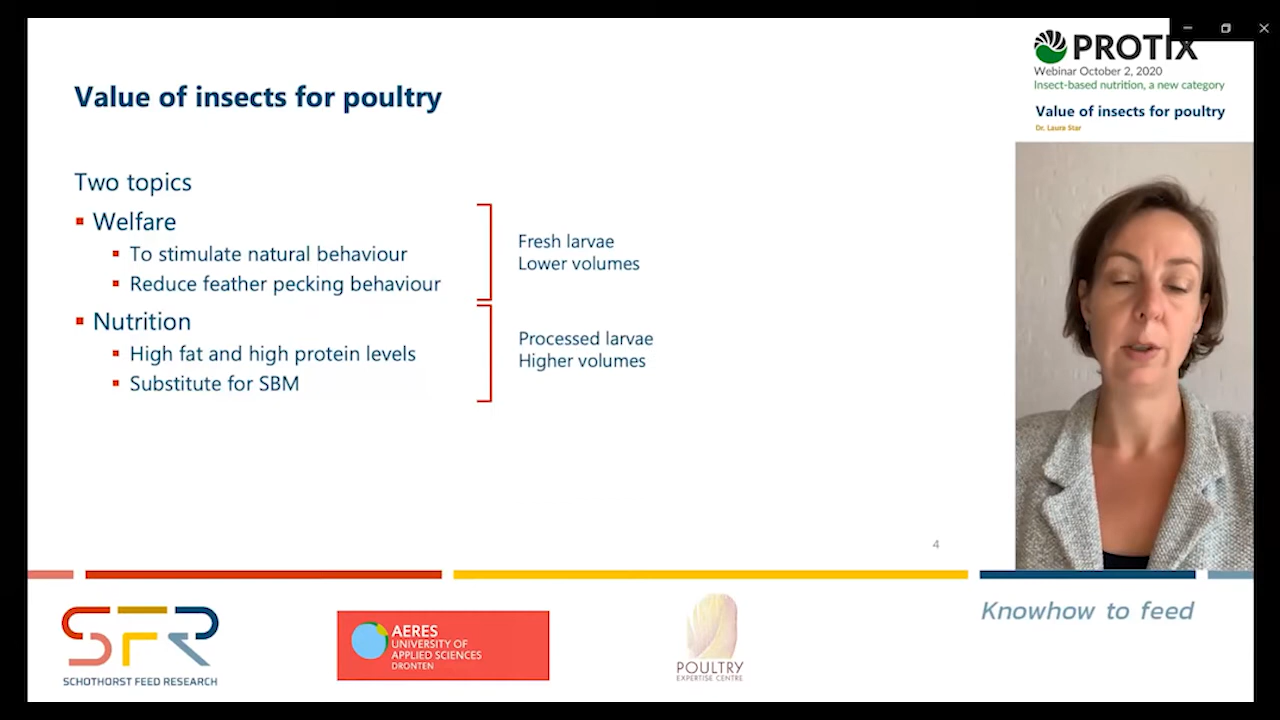 Value of insects for poultry
Two topics
Welfare
To stimulate natural behaviour
Reduce feather pecking behaviour
Fresh larvae
Lower volumes
Nutrition
High fat and high protein levels
Substitute for SBM
Processed larvae
Higher volumes
4
PROTIX
Webinar October 2, 2020
Insect-based nutrition, a new category
Value of insects for poultry
Dr. Laura Star
SFR
SCHOTHORST FEED RESEARCH
AERES
UNIVERSITY OF
APPLIED SCIENCES
DRONTEN
POULTRY
EXPERTISE CENTRE
Knowhow to feed